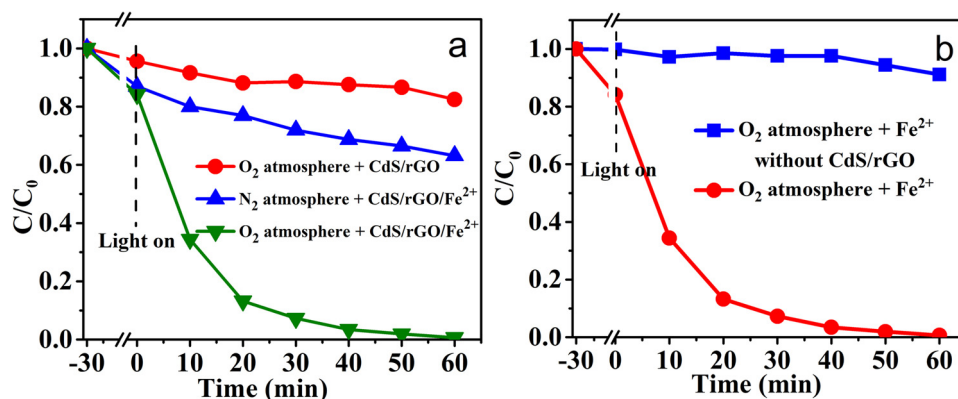 a
1.0
0.8
0.6
0.4
0.2
0.0
C/C₀
O₂ atmosphere + CdS/rGO
N₂ atmosphere + CdS/rGO/Fe²⁺
O₂ atmosphere + CdS/rGO/Fe²⁺
Light on
-30 0 10 20 30 40 50 60
Time (min)
b
1.0
0.8
0.6
0.4
0.2
0.0
C/C₀
O₂ atmosphere + Fe²⁺
without CdS/rGO
O₂ atmosphere + Fe²⁺
Light on
-30 0 10 20 30 40 50 60
Time (min)